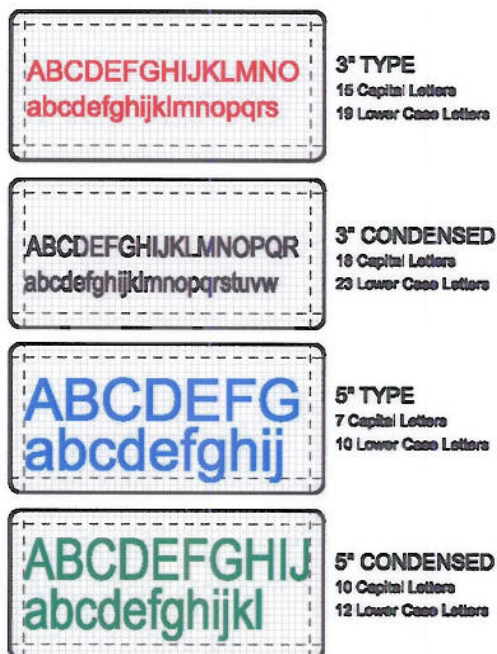 ABCDEFGHIJKLMNO
abcdefghijklmnopqrs
3" TYPE
15 Capital Letters
19 Lower Case Letters
ABCDEFGHIJKLMNOPQR
abcdefghijklmnopqrstuvw
3" CONDENSED
18 Capital Letters
23 Lower Case Letters
ABCDEFG
abcdefghij
5" TYPE
7 Capital Letters
10 Lower Case Letters
ABCDEFGHIJ
abcdefghijkl
5" CONDENSED
10 Capital Letters
12 Lower Case Letters